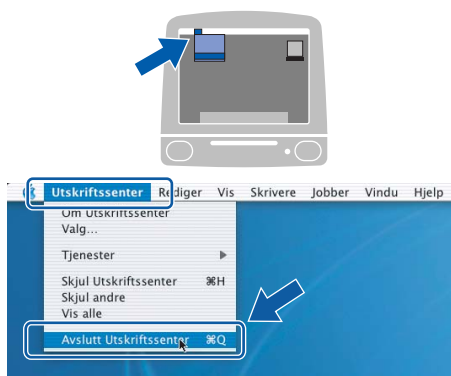 Utskriftssenter Rediger Vis Skrivere Jobber Vindu Hjelp
Om Utskriftssenter
Valg...
Tjenester ▶
Skjul Utskriftssenter ⌘H
Skjul andre
Vis alle
Avslutt Utskriftssenter ⌘Q